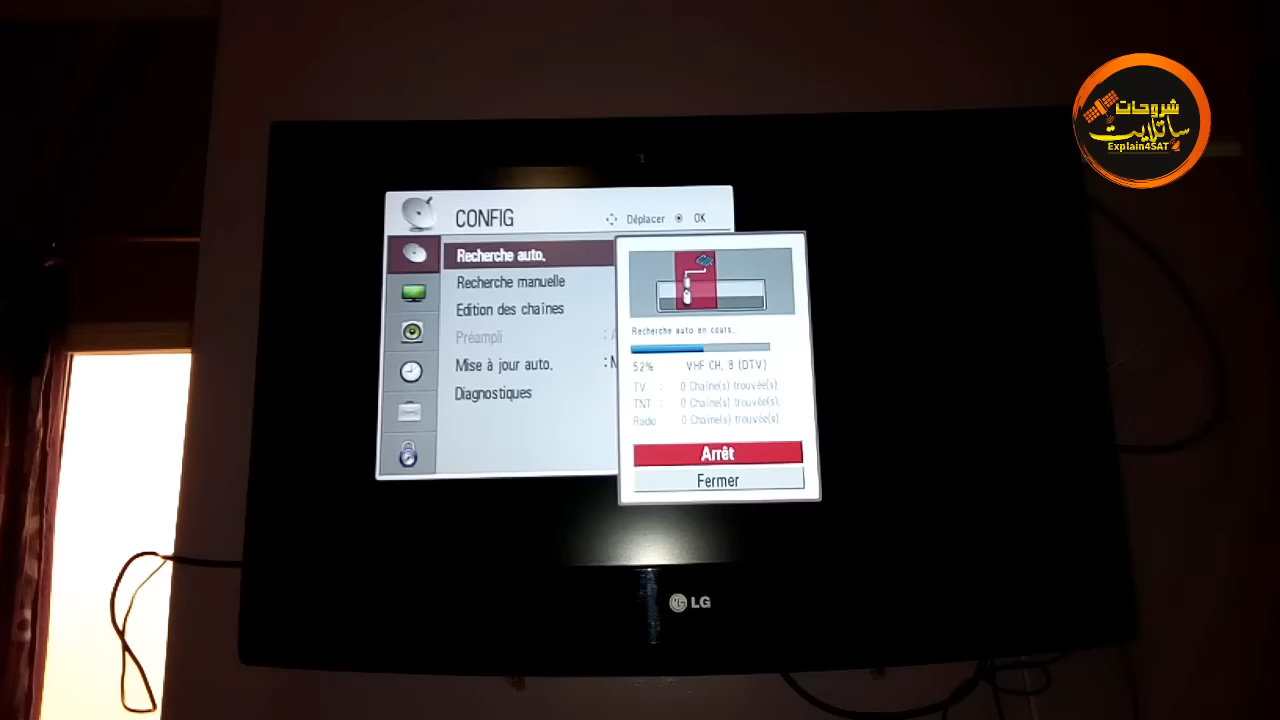 شروحات
ساتلايت
Explain4SAT
CONFIG
Déplacer
OK
Recherche auto.
Recherche manuelle
Edition des chaînes
Préampli : A
Mise à jour auto. : N
Diagnostiques
Recherche auto en cours...
52% VHF CH. 8 (DTV)
TV : 0 Chaîne(s) trouvée(s).
TNT : 0 Chaîne(s) trouvée(s).
Radio : 0 Chaîne(s) trouvée(s).
Arrêt
Fermer
LG